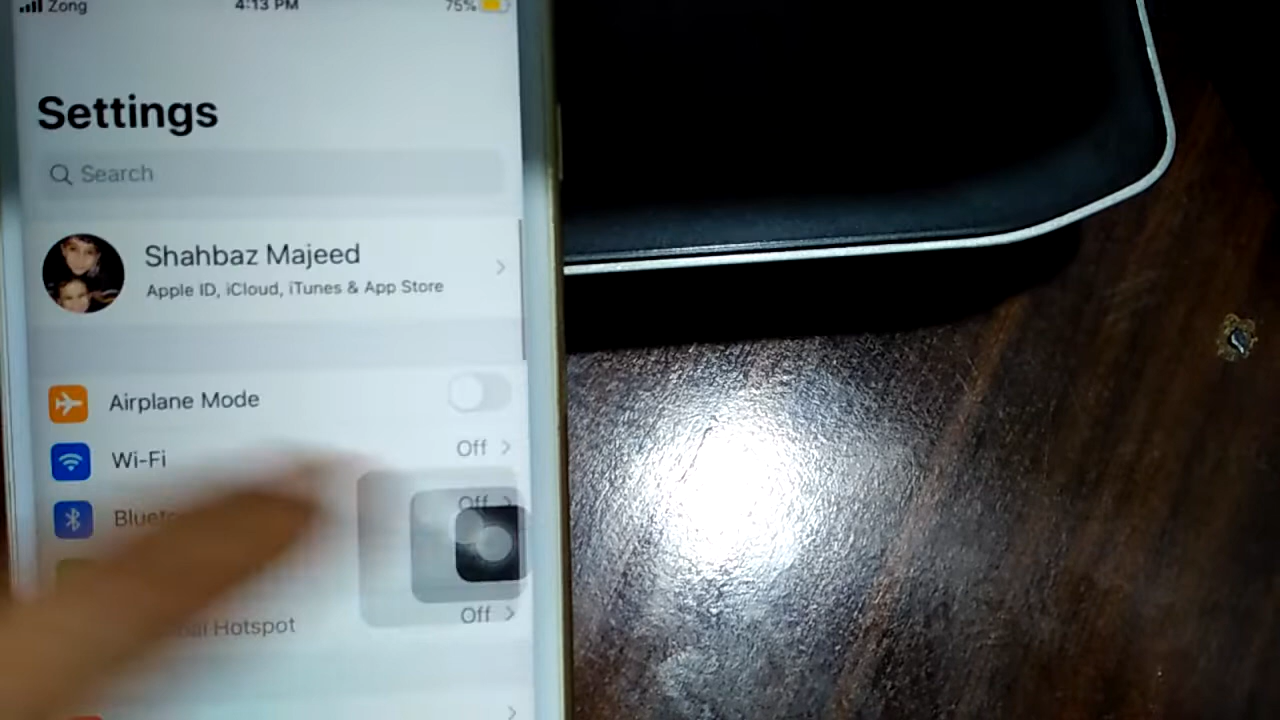 Zong 4:13 PM 75%
Settings
Search
Shahbaz Majeed
Apple ID, iCloud, iTunes & App Store
Airplane Mode
Wi-Fi Off
Off
Hotspot Off